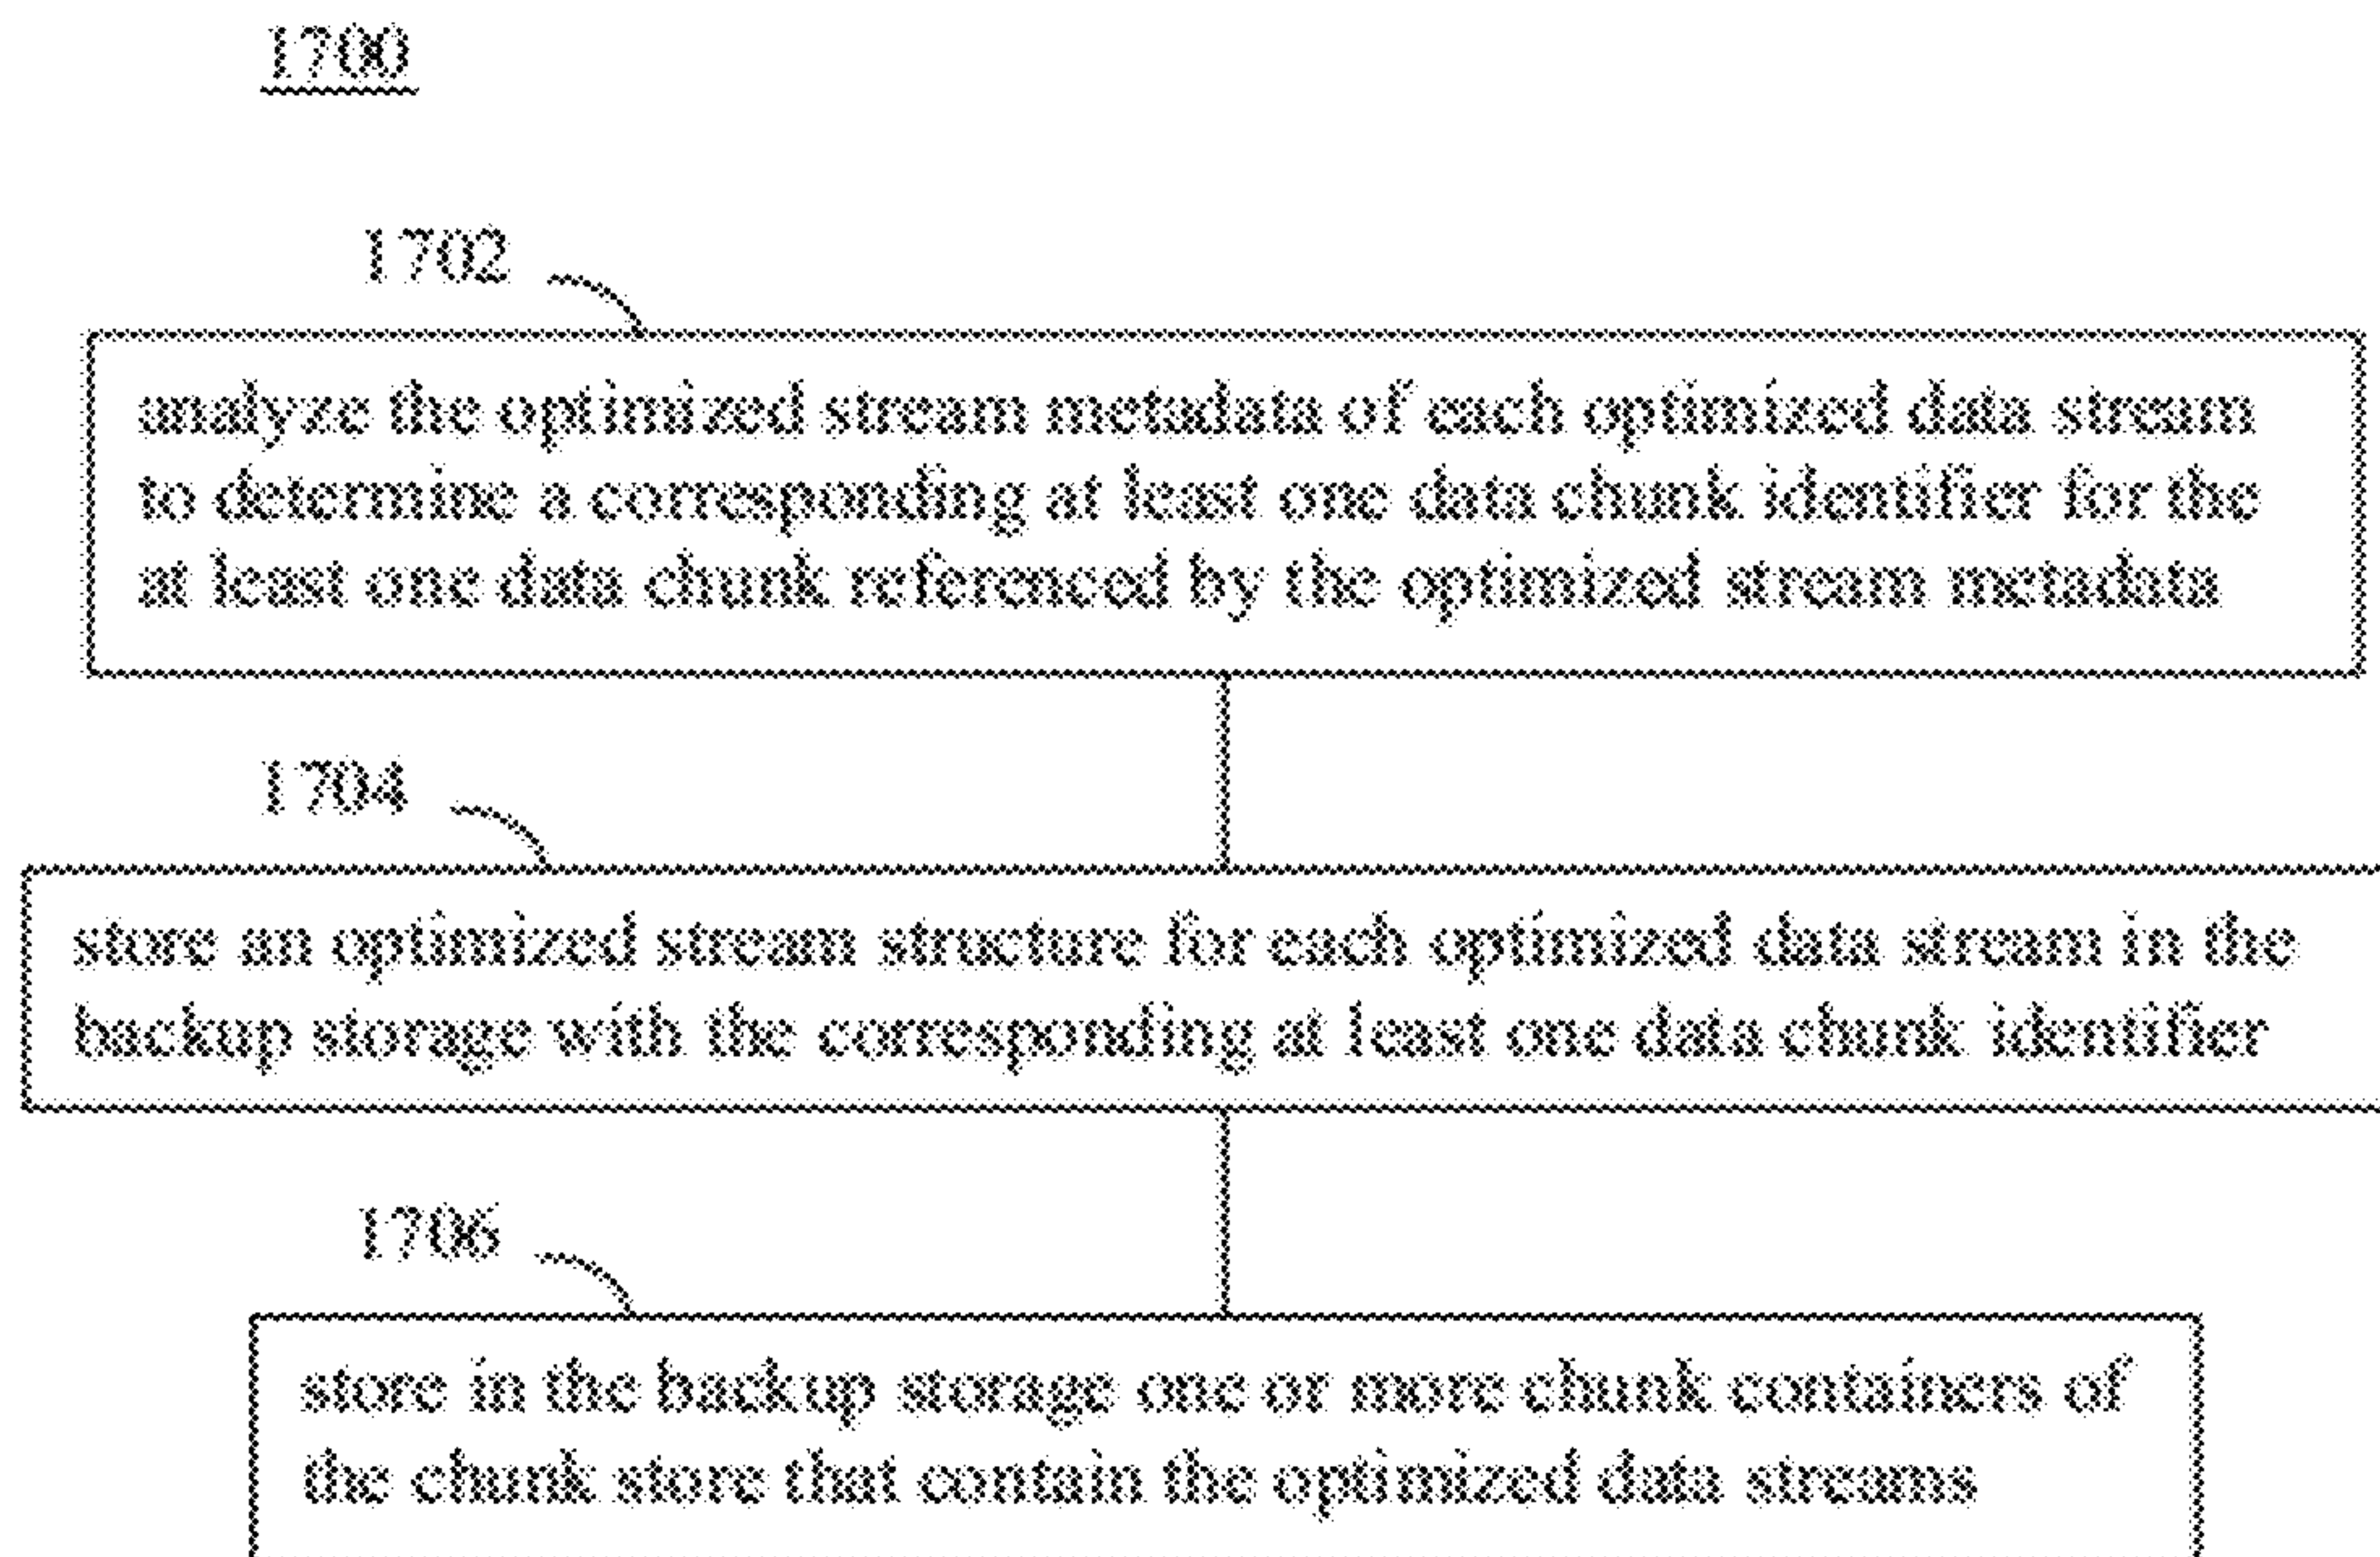 1700
1702
analyze the optimized stream metadata of each optimized data stream
to determine a corresponding at least one data chunk identifier for the
at least one data chunk referenced by the optimized stream metadata
1704
store an optimized stream structure for each optimized data stream in the
backup storage with the corresponding at least one data chunk identifier
1706
store in the backup storage one or more chunk containers of
the chunk store that contain the optimized data streams